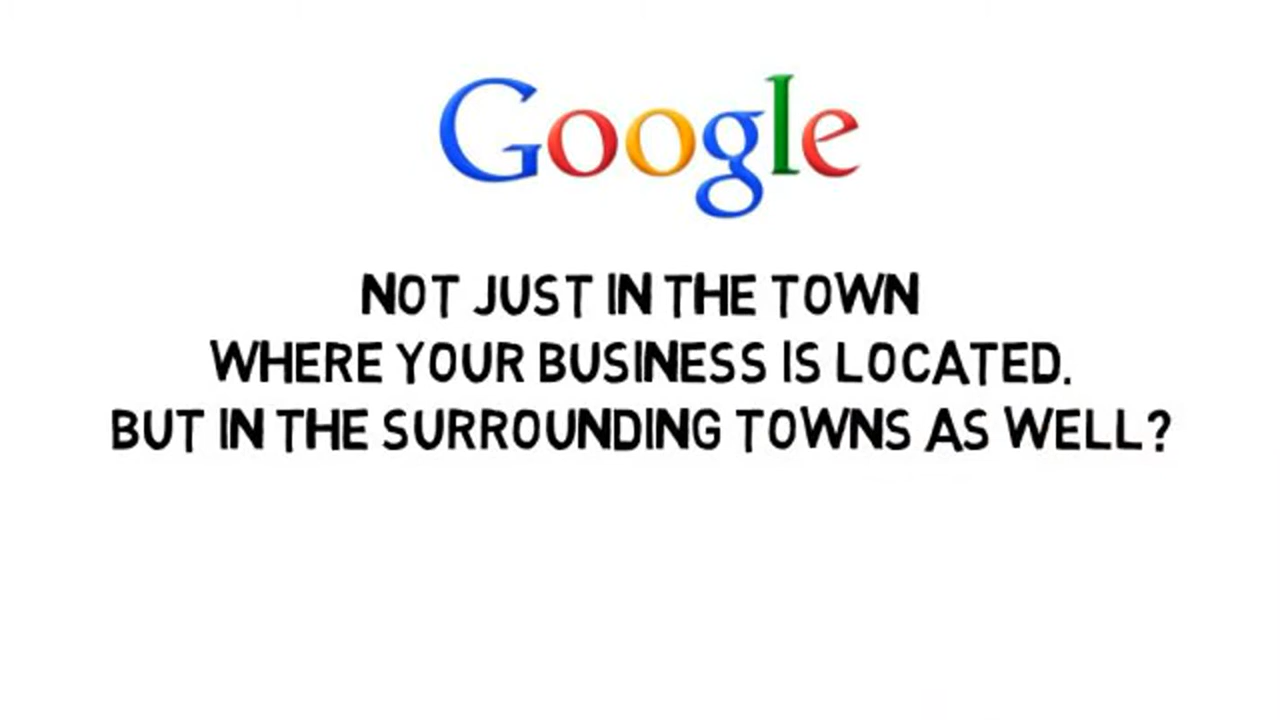 Google
NOT JUST IN THE TOWN
WHERE YOUR BUSINESS IS LOCATED.
BUT IN THE SURROUNDING TOWNS AS WELL?